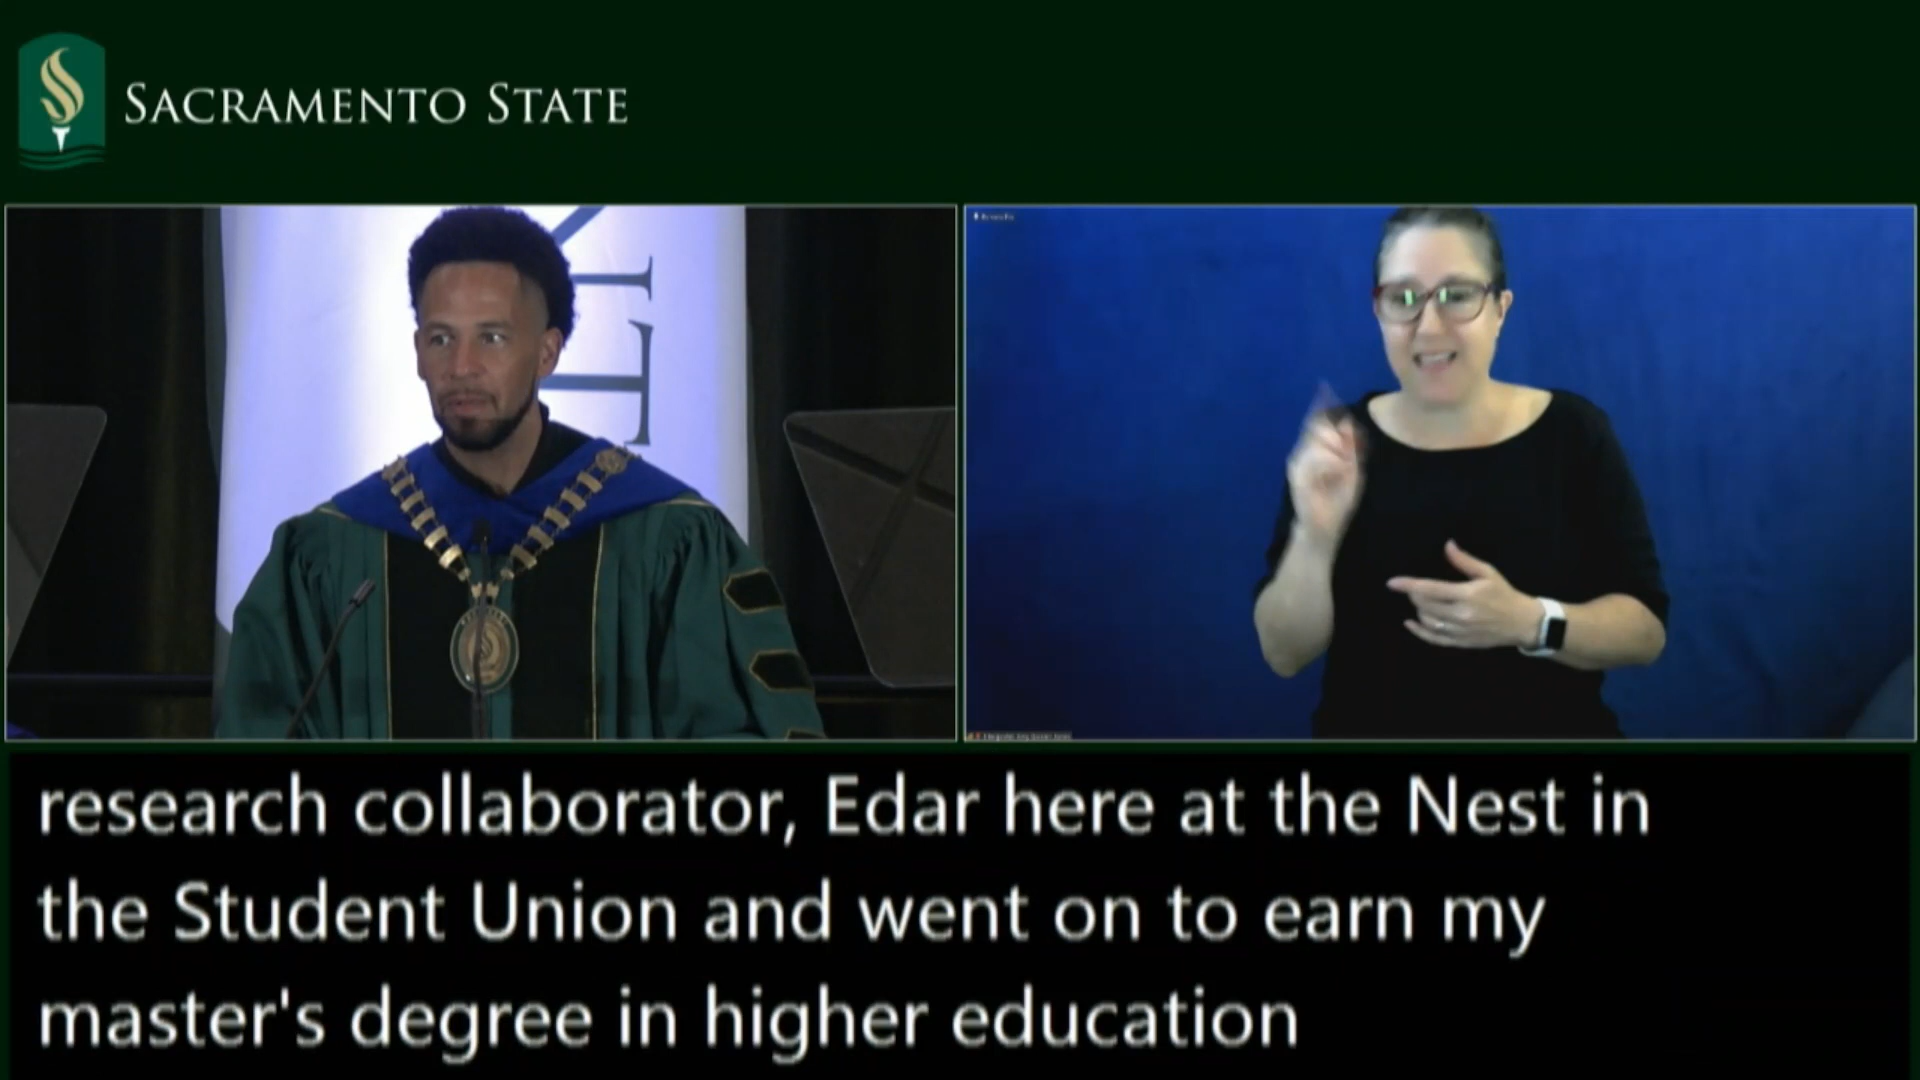 SACRAMENTO STATE
research collaborator, Edar here at the Nest in
the Student Union and went on to earn my
master's degree in higher education